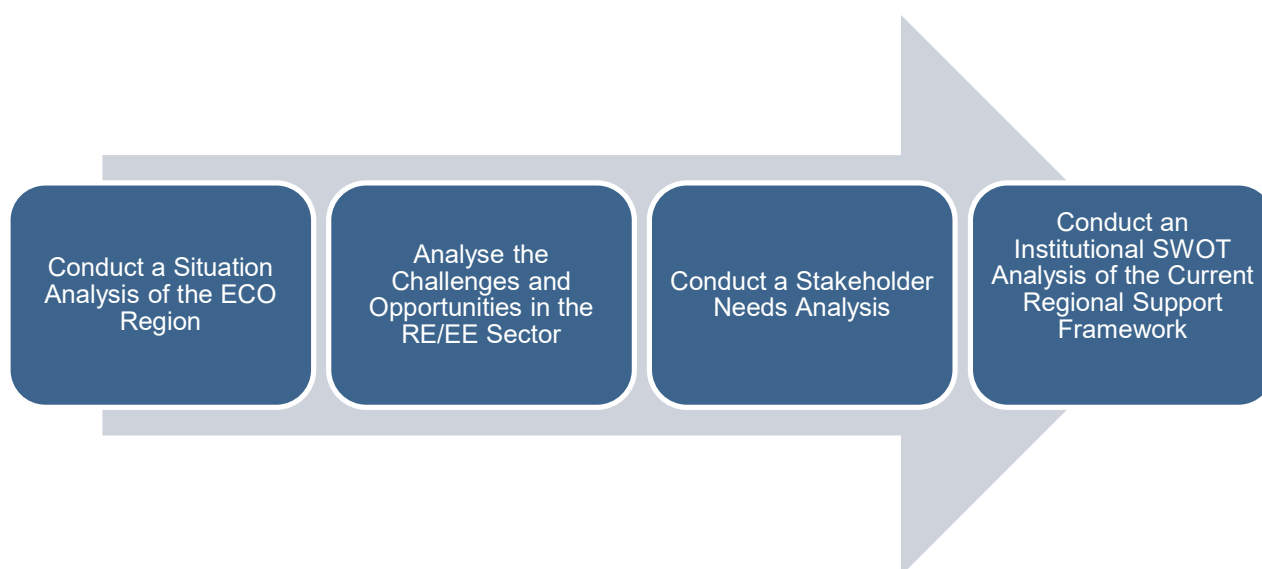 Conduct a Situation
Analysis of the ECO
Region
Analyse the
Challenges and
Opportunities in the
RE/EE Sector
Conduct a Stakeholder
Needs Analysis
Conduct an
Institutional SWOT
Analysis of the Current
Regional Support
Framework